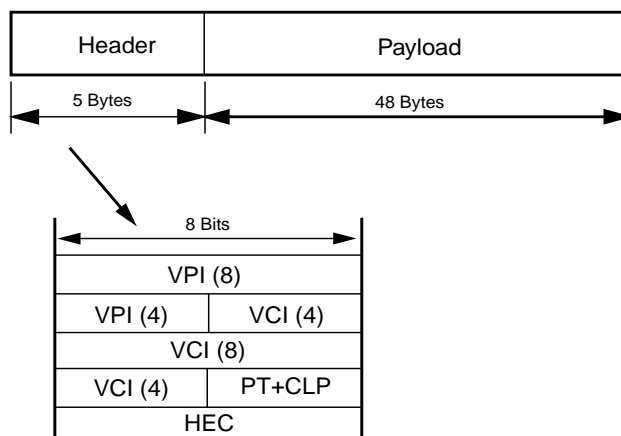 Header Payload
5 Bytes 48 Bytes
8 Bits
VPI (8)
VPI (4) VCI (4)
VCI (8)
VCI (4) PT+CLP
HEC